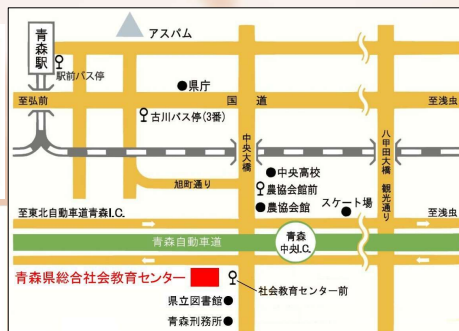 アスパム
青森駅
駅前バス停
県庁
至弘前
国道
至浅虫
古川バス停(3番)
中央大橋
八甲田大橋
観光通り
中央高校
農協会館前
旭町通り
農協会館
スケート場
至東北自動車道青森I.C.
至浅虫
青森自動車道
青森中央I.C.
青森県総合社会教育センター
社会教育センター前
県立図書館
青森刑務所